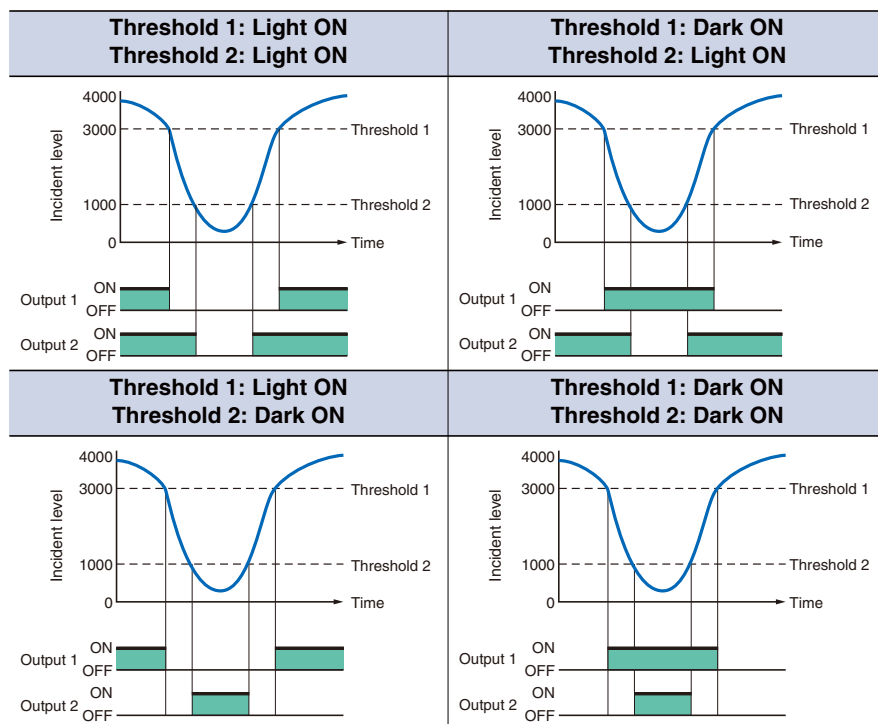 Threshold 1: Light ON
Threshold 2: Light ON
4000
3000
1000
0
Incident level
Threshold 1
Threshold 2
Time
Output 1
ON
OFF
Output 2
ON
OFF
Threshold 1: Dark ON
Threshold 2: Light ON
4000
3000
1000
0
Incident level
Threshold 1
Threshold 2
Time
Output 1
ON
OFF
Output 2
ON
OFF
Threshold 1: Light ON
Threshold 2: Dark ON
4000
3000
1000
0
Incident level
Threshold 1
Threshold 2
Time
Output 1
ON
OFF
Output 2
ON
OFF
Threshold 1: Dark ON
Threshold 2: Dark ON
4000
3000
1000
0
Incident level
Threshold 1
Threshold 2
Time
Output 1
ON
OFF
Output 2
ON
OFF